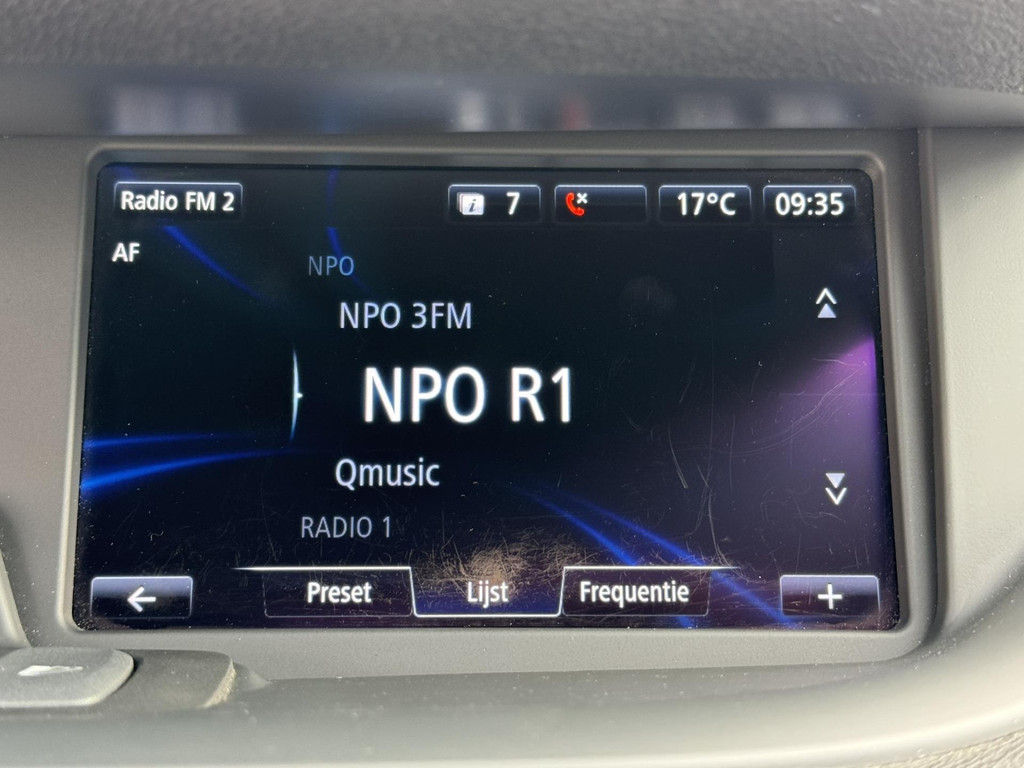 Radio FM 2 7 17°C 09:35
AF
NPO
NPO 3FM
NPO R1
Qmusic
RADIO 1
Preset Lijst Frequentie